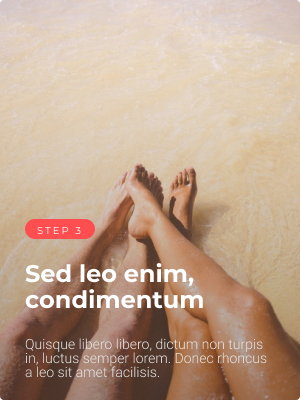 STEP 3
Sed leo enim,
condimentum
Quisque libero libero, dictum non turpis
in, luctus semper lorem. Donec rhoncus
a leo sit amet facilisis.